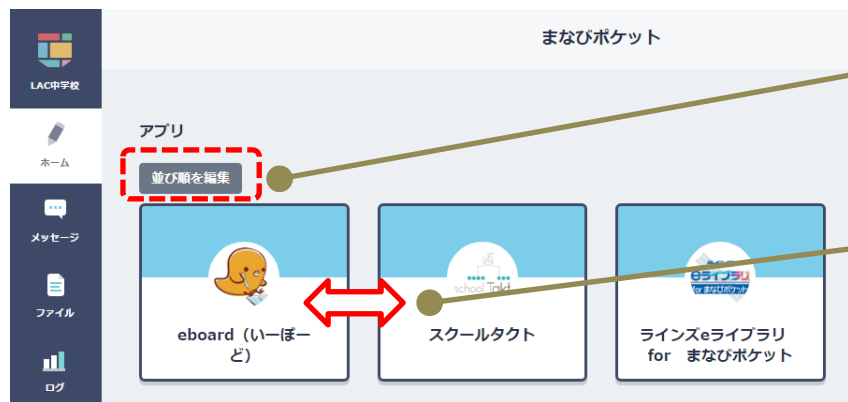 まなびポケット
LAC中学校
ホーム
メッセージ
ファイル
ログ
アプリ
並び順を編集
eboard（いーぼー
ど）
school Takt
スクールタクト
eライブラリ
for まなびポケット
ラインズeライブラリ
for　まなびポケット